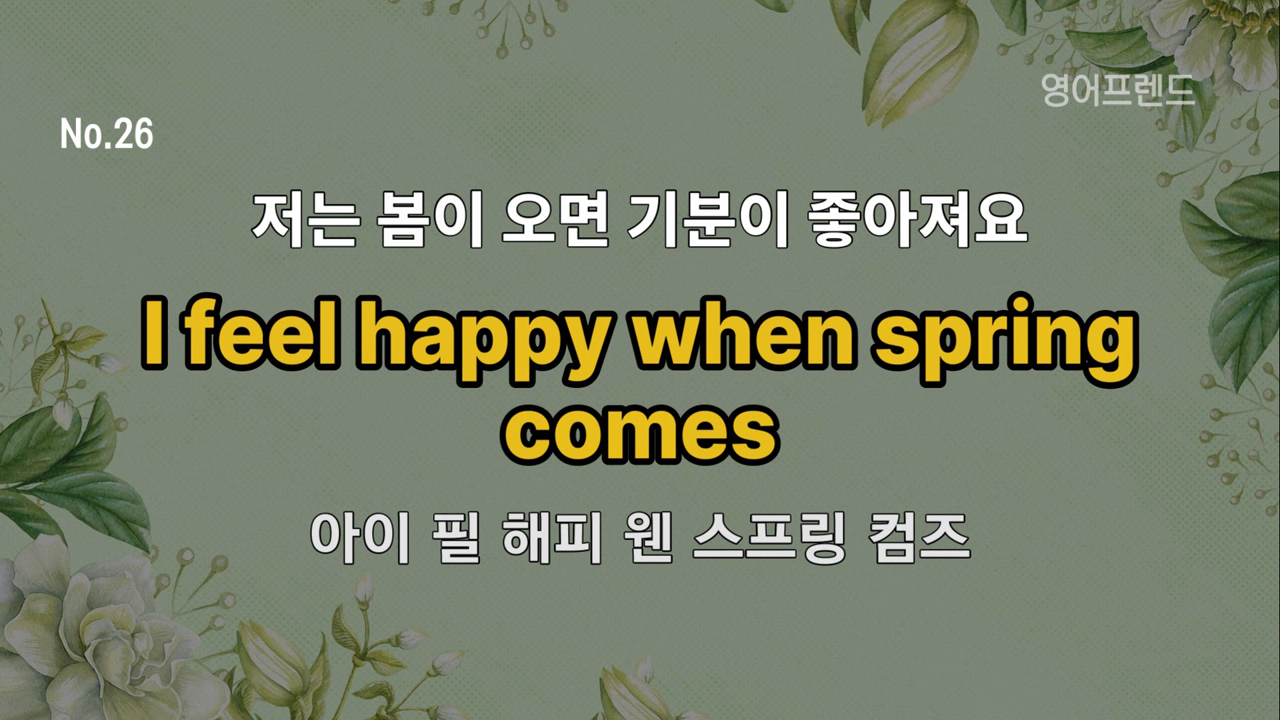 영어프렌드
No.26
저는 봄이 오면 기분이 좋아져요
I feel happy when spring
comes
아이 필 해피 웬 스프링 컴즈